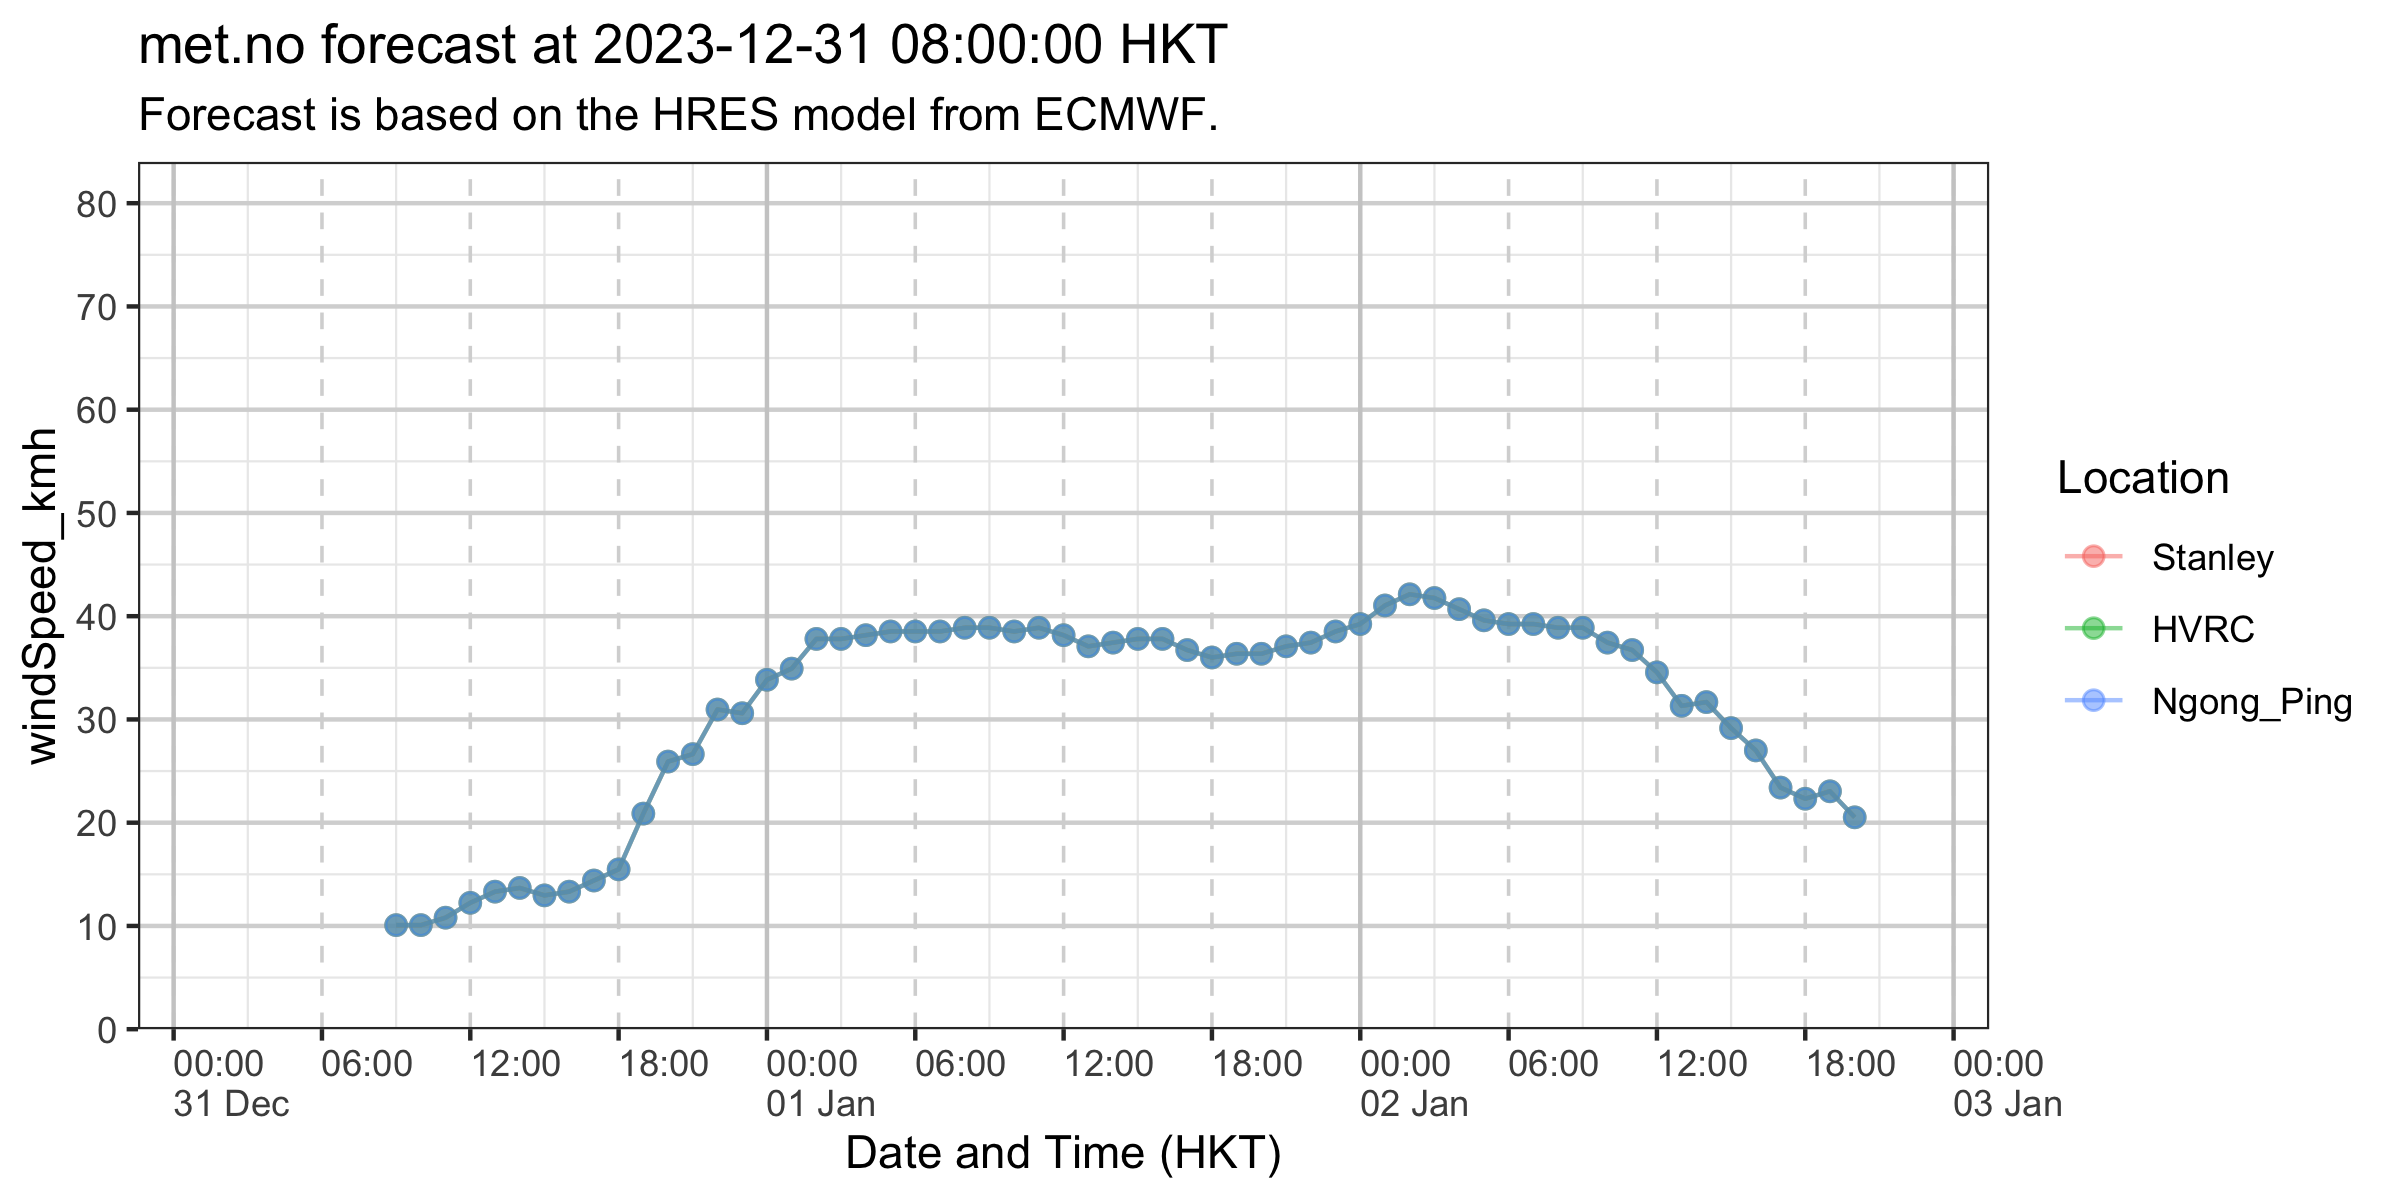 met.no forecast at 2023-12-31 08:00:00 HKT
Forecast is based on the HRES model from ECMWF.
windSpeed_kmh
80
70
60
50
40
30
20
10
0
00:00 06:00 12:00 18:00 00:00 06:00 12:00 18:00 00:00 06:00 12:00 18:00 00:00
31 Dec 01 Jan 02 Jan 03 Jan
Date and Time (HKT)
Location
Stanley
HVRC
Ngong_Ping